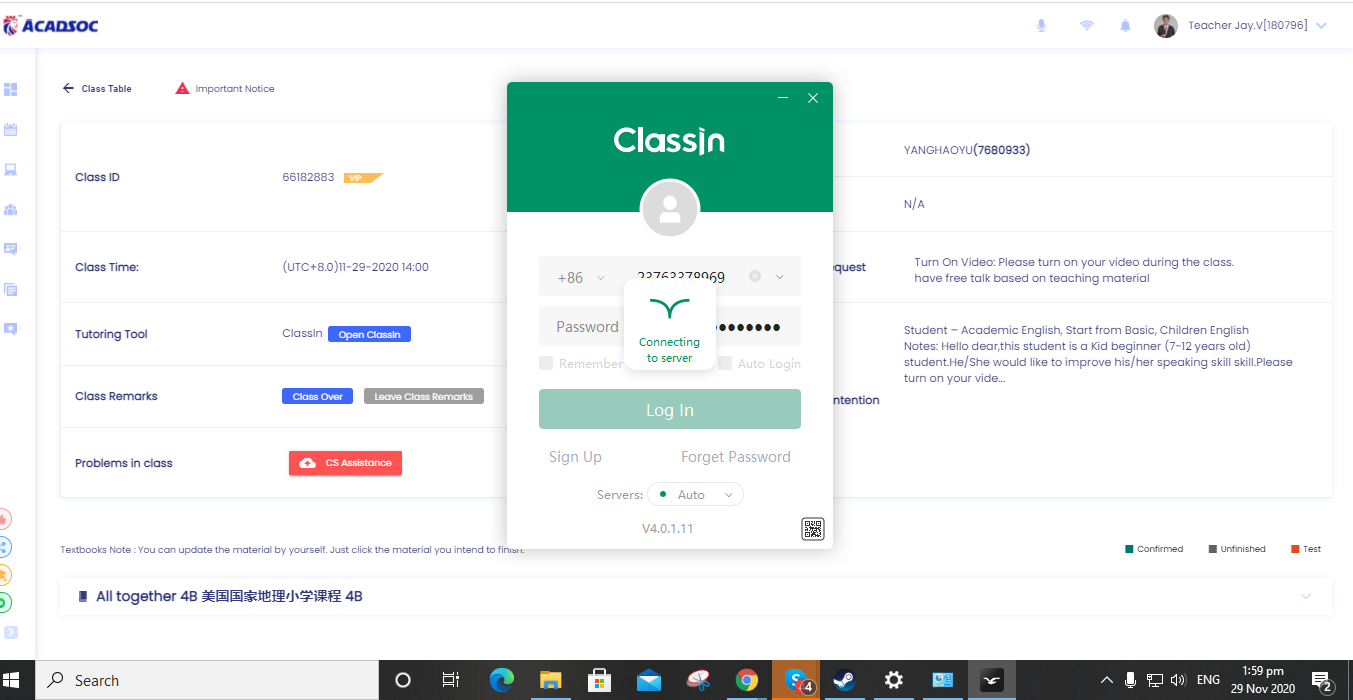 ACADSOC
Teacher Jay.V[180796]
Class Table
Important Notice
Class ID
66182883
VIP
YANGHAOYU(7680933)
N/A
Class Time:
(UTC+8.0)11-29-2020 14:00
quest
Turn On Video: Please turn on your video during the class.
have free talk based on teaching material
Tutoring Tool
ClassIn
Open ClassIn
Student – Academic English, Start from Basic, Children English
Notes: Hello dear,this student is a Kid beginner (7-12 years old)
student.He/She would like to improve his/her speaking skill skill.Please
turn on your vide...
Class Remarks
Class Over
Leave Class Remarks
ntention
Problems in class
CS Assistance
ClassIn
+86
23763378969
Password
Connecting
to server
Remember
Auto Login
Log In
Sign Up
Forget Password
Servers:
Auto
V4.0.1.11
Textbooks Note : You can update the material by yourself. Just click the material you intend to finish.
Confirmed
Unfinished
Test
All together 4B 美国国家地理小学课程 4B
Search
4
ENG
1:59 pm
29 Nov 2020
2